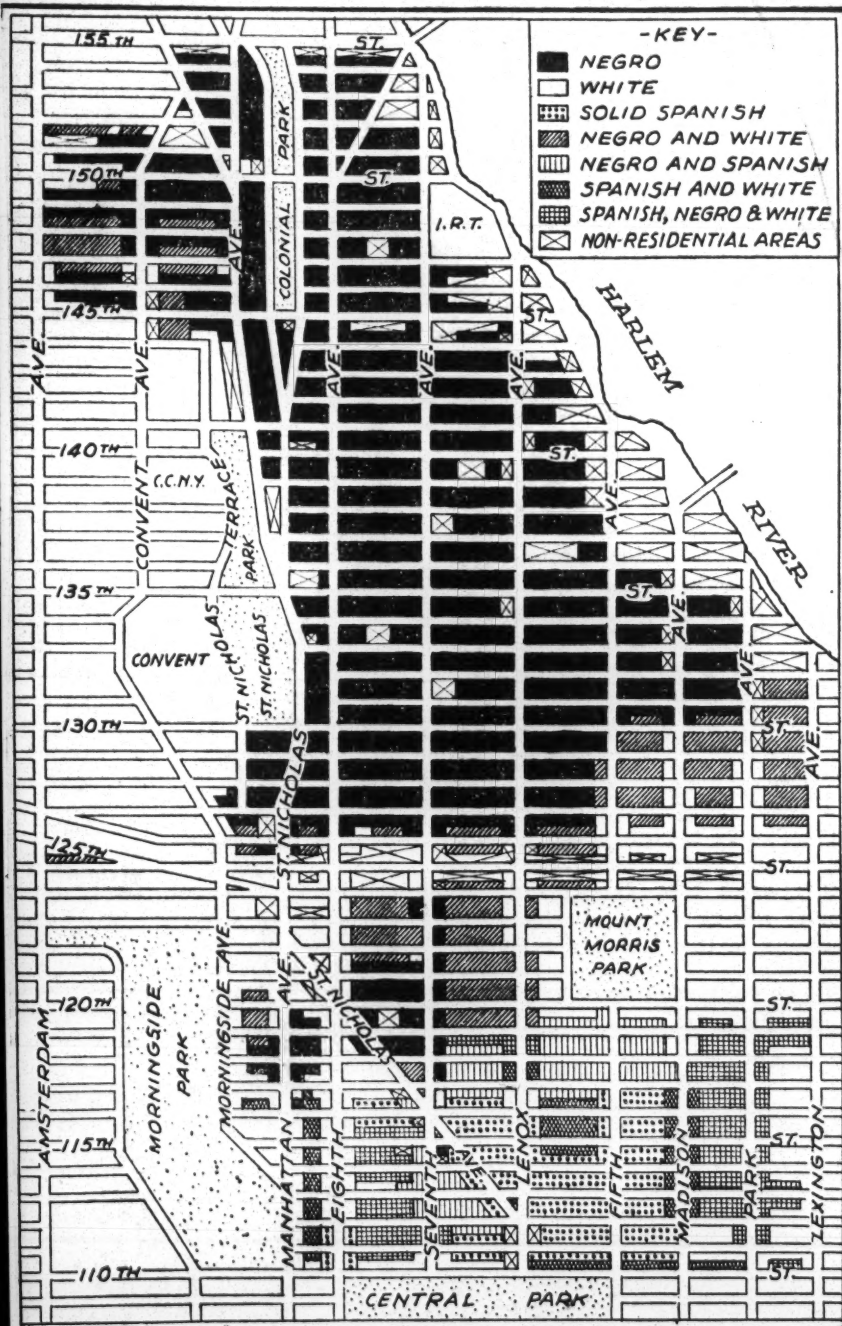 -KEY-
NEGRO
WHITE
SOLID SPANISH
NEGRO AND WHITE
NEGRO AND SPANISH
SPANISH AND WHITE
SPANISH, NEGRO & WHITE
NON-RESIDENTIAL AREAS
155TH
ST.
PARK
150TH
ST.
I.R.T.
AVE.
COLONIAL
HARLEM
145TH
ST.
AVE.
AVE.
AVE.
AVE.
AVE.
140TH
ST.
C.C.N.Y.
CONVENT
TERRACE
PARK
AVE.
RIVER
135TH
ST.
AVE.
CONVENT
ST. NICHOLAS
ST. NICHOLAS
AVE.
130TH
ST.
AVE.
ST. NICHOLAS
125TH
ST.
MOUNT
MORRIS
PARK
AVE.
ST. NICHOLAS
120TH
ST.
AMSTERDAM
MORNINGSIDE
PARK
MORNINGSIDE AVE.
115TH
ST.
AVE
MANHATTAN
EIGHTH
SEVENTH
LENOX
FIFTH
MADISON
PARK
LEXINGTON
110TH
ST.
CENTRAL PARK